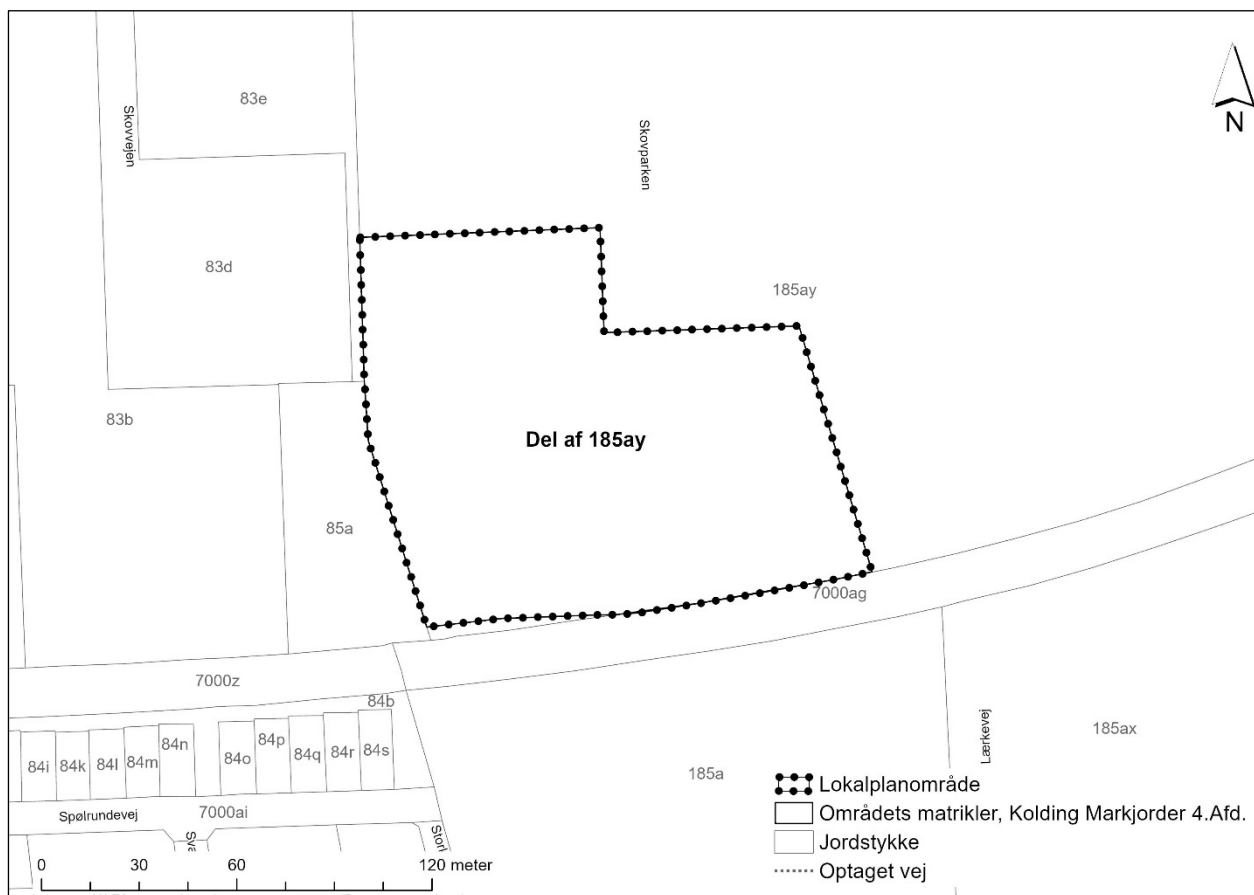 83e
Skovvejen
Skovparken
N
83d
185ay
83b
Del af 185ay
85a
7000ag
7000z
84b
84i
84k
84l
84m
84n
84o
84p
84q
84r
84s
185a
Lærkevej
185ax
Spølrundevej
7000ai
0 30 60 120 meter
Lokalplanområde
Områdets matrikler, Kolding Markjorder 4.Afd.
Jordstykke
Optaget vej